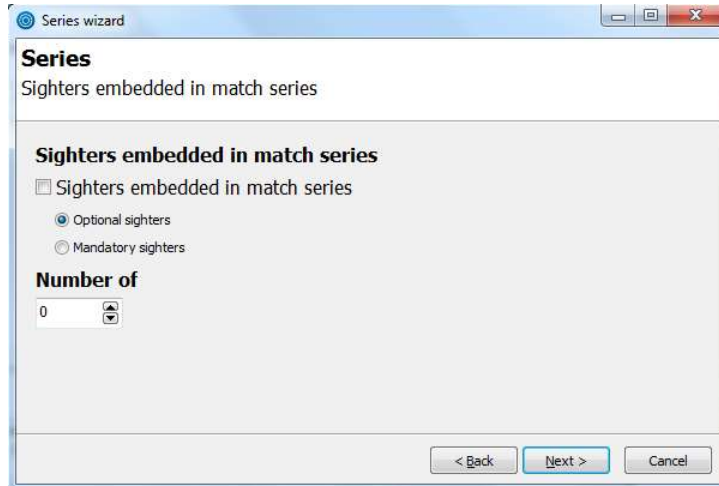 Series wizard
Series
Sighters embedded in match series
Sighters embedded in match series
Sighters embedded in match series
Optional sighters
Mandatory sighters
Number of
0
< Back Next > Cancel